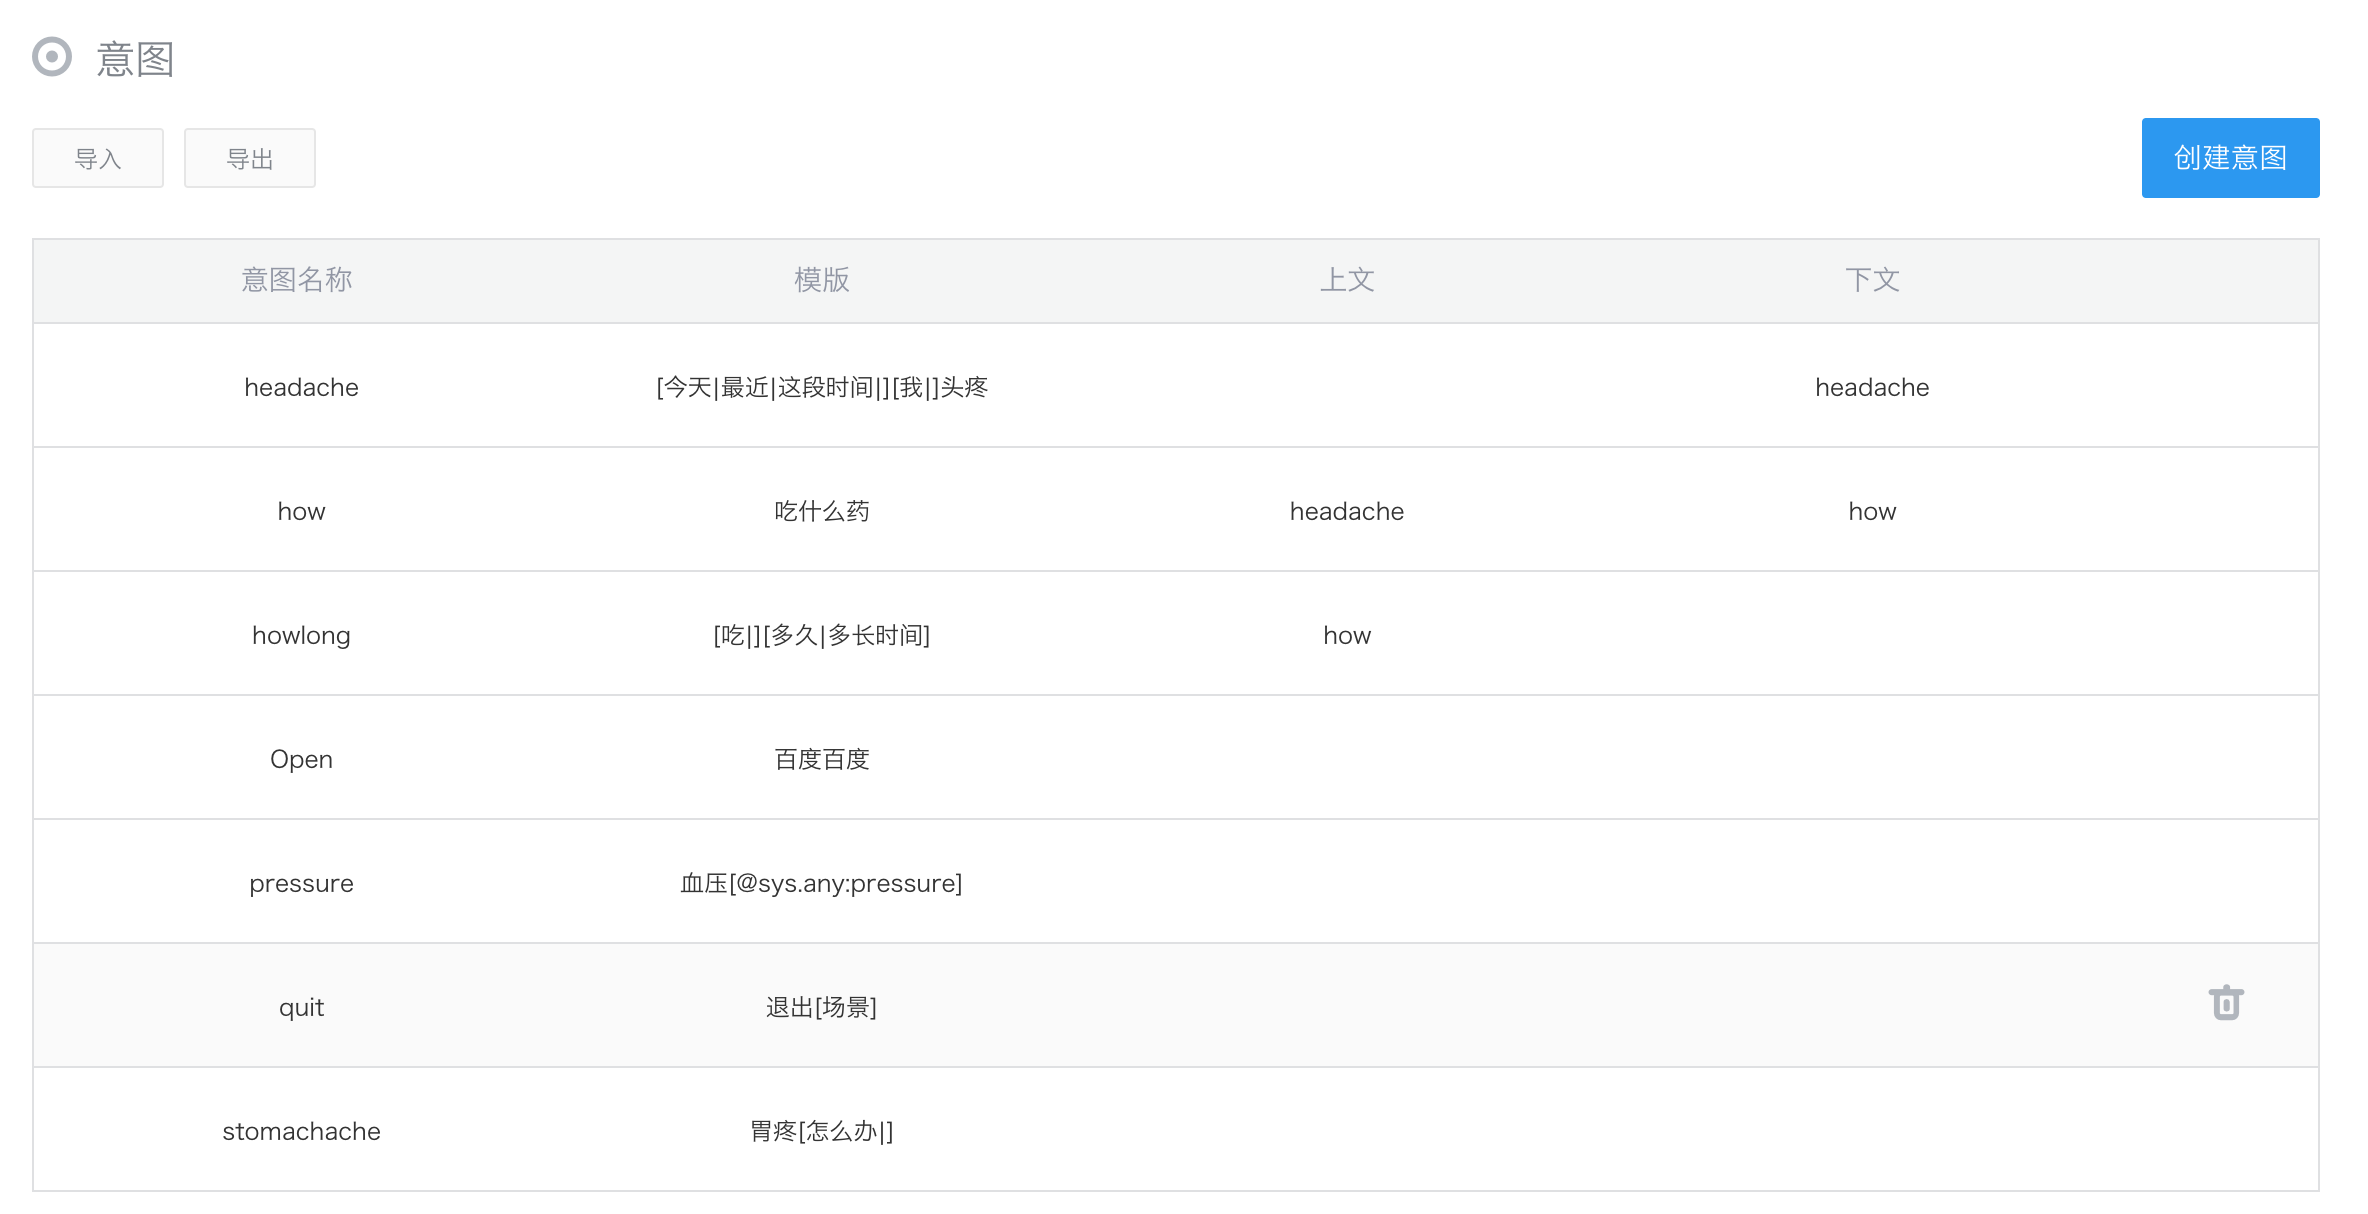 意图
导入 导出 创建意图
意图名称 模版 上文 下文
headache [今天|最近|这段时间|][我|]头疼 headache
how 吃什么药 headache how
howlong [吃|][多久|多长时间] how
Open 百度百度
pressure 血压[@sys.any:pressure]
quit 退出[场景]
stomachache 胃疼[怎么办|]